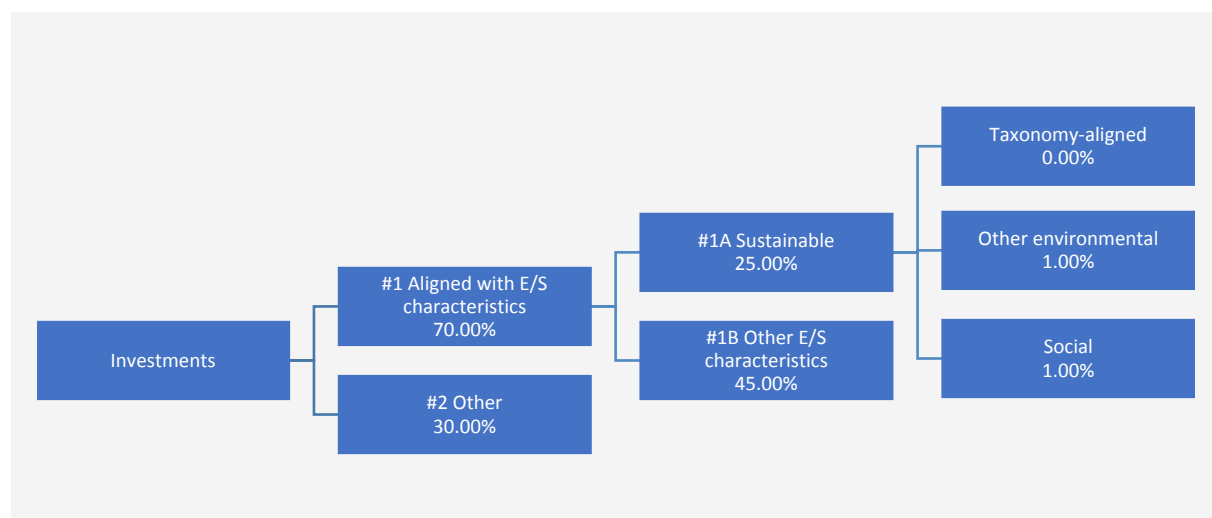 Investments
#1 Aligned with E/S
characteristics
70.00%
#2 Other
30.00%
#1A Sustainable
25.00%
#1B Other E/S
characteristics
45.00%
Taxonomy-aligned
0.00%
Other environmental
1.00%
Social
1.00%